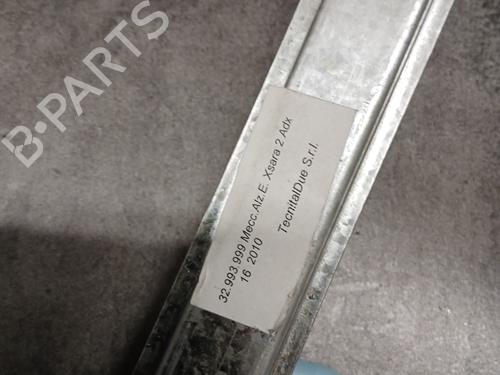 B-PARTS
32.993 999 Mecc.Alz.E. Xsara 2 Adx
16 2010
TecnitalDue S.r.l.